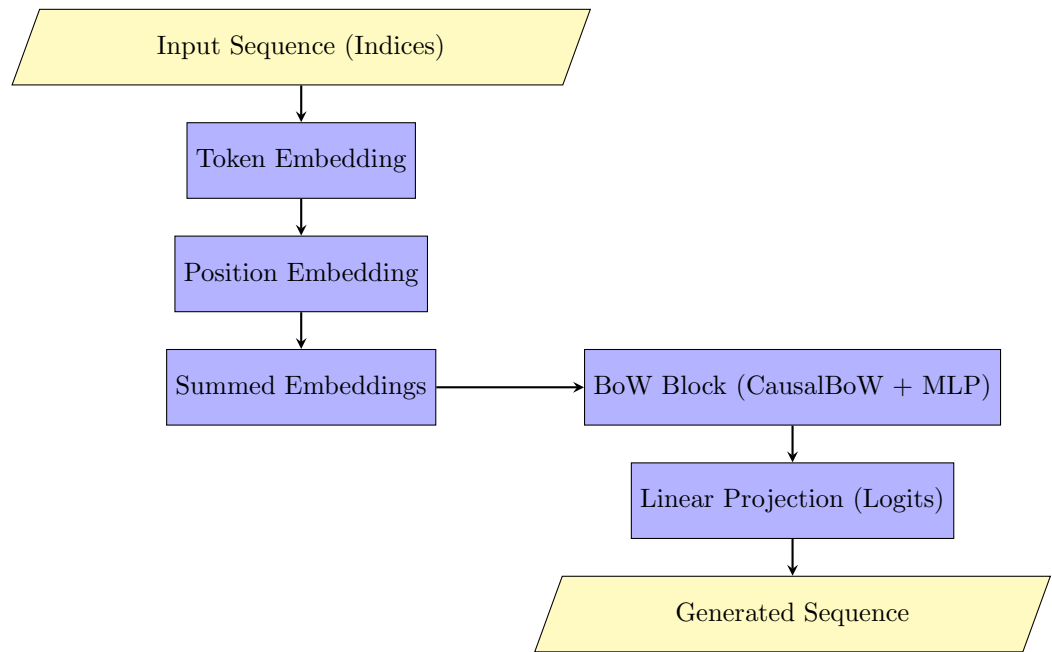 Input Sequence (Indices)
Token Embedding
Position Embedding
Summed Embeddings
BoW Block (CausalBoW + MLP)
Linear Projection (Logits)
Generated Sequence